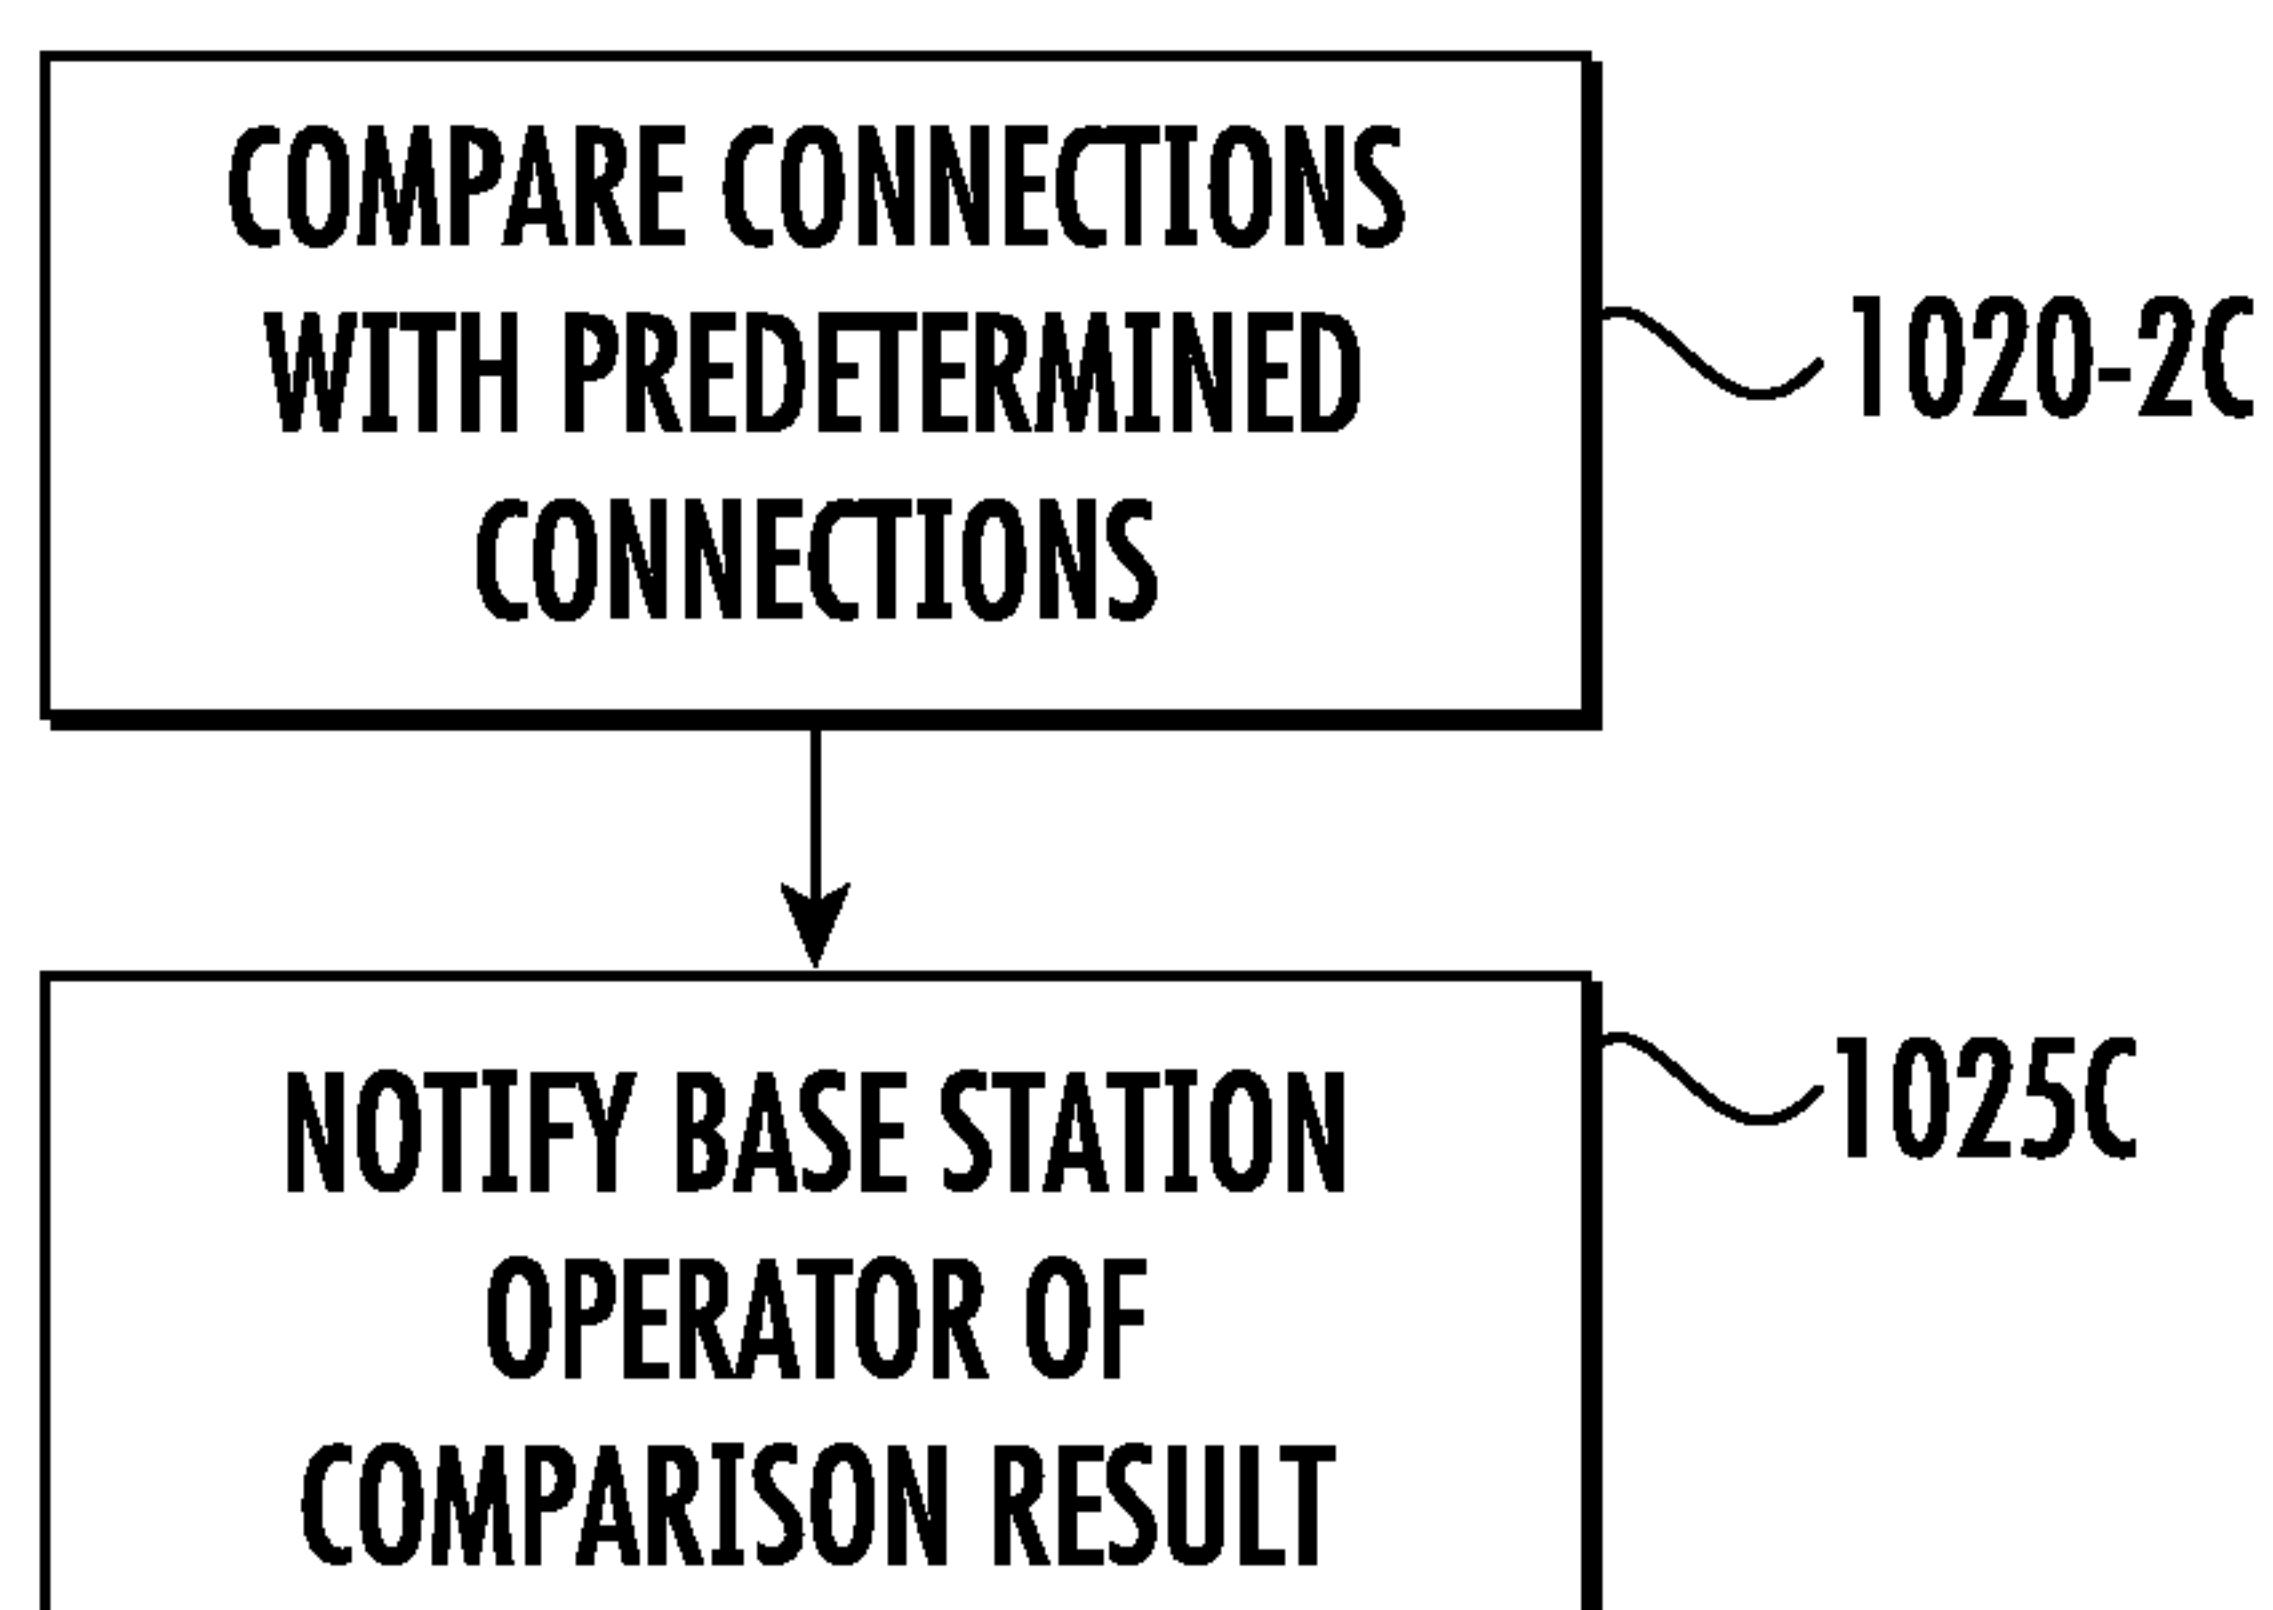 COMPARE CONNECTIONS
WITH PREDETERMINED
CONNECTIONS
1020-2C
NOTIFY BASE STATION
OPERATOR OF
COMPARISON RESULT
1025C